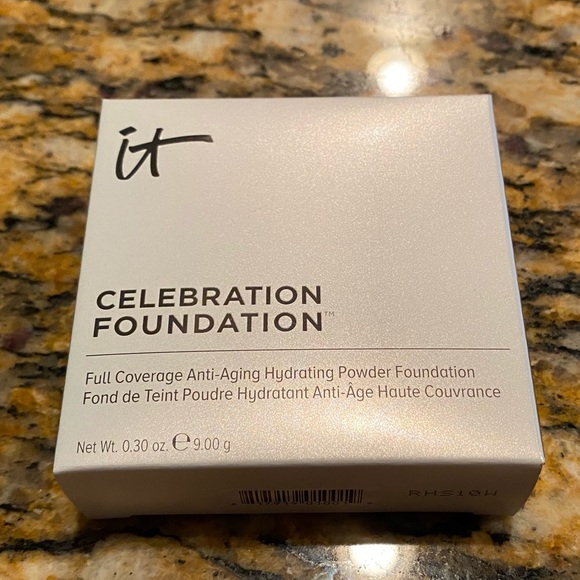 it
CELEBRATION
FOUNDATION™
Full Coverage Anti-Aging Hydrating Powder Foundation
Fond de Teint Poudre Hydratant Anti-Âge Haute Couvrance
Net Wt. 0.30 oz. ℮ 9.00 g